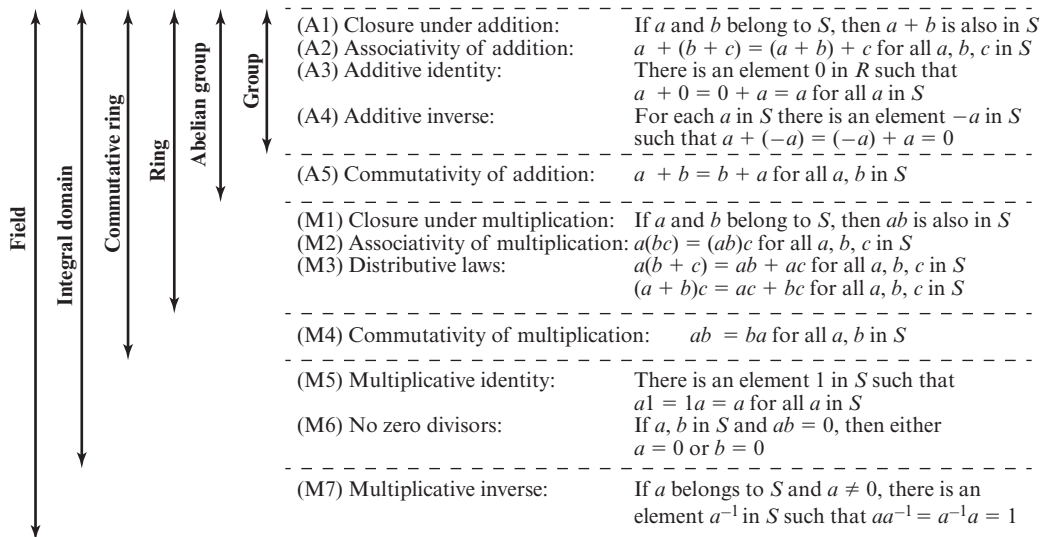 Field
Integral domain
Commutative ring
Ring
Abelian group
Group
(A1) Closure under addition: If a and b belong to S, then a + b is also in S
(A2) Associativity of addition: a + (b + c) = (a + b) + c for all a, b, c in S
(A3) Additive identity: There is an element 0 in R such that
a + 0 = 0 + a = a for all a in S
(A4) Additive inverse: For each a in S there is an element −a in S
such that a + (−a) = (−a) + a = 0
(A5) Commutativity of addition: a + b = b + a for all a, b in S
(M1) Closure under multiplication: If a and b belong to S, then ab is also in S
(M2) Associativity of multiplication: a(bc) = (ab)c for all a, b, c in S
(M3) Distributive laws: a(b + c) = ab + ac for all a, b, c in S
(a + b)c = ac + bc for all a, b, c in S
(M4) Commutativity of multiplication: ab = ba for all a, b in S
(M5) Multiplicative identity: There is an element 1 in S such that
a1 = 1a = a for all a in S
(M6) No zero divisors: If a, b in S and ab = 0, then either
a = 0 or b = 0
(M7) Multiplicative inverse: If a belongs to S and a ≠ 0, there is an
element a⁻¹ in S such that aa⁻¹ = a⁻¹a = 1